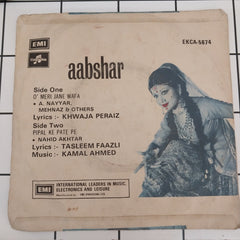 EMI
EKCA-5674
aabshar
Side One
O' MERI JANE WAFA
• A. NAYYAR,
MEHNAZ & OTHERS
Lyrics :- KHWAJA PERAIZ
Side Two
PIPAL KE PATE PE
• NAHID AKHTAR
Lyrics :- TASLEEM FAAZLI
Music :- KAMAL AHMED
EMI
INTERNATIONAL LEADERS IN MUSIC,
ELECTRONICS AND LEISURE